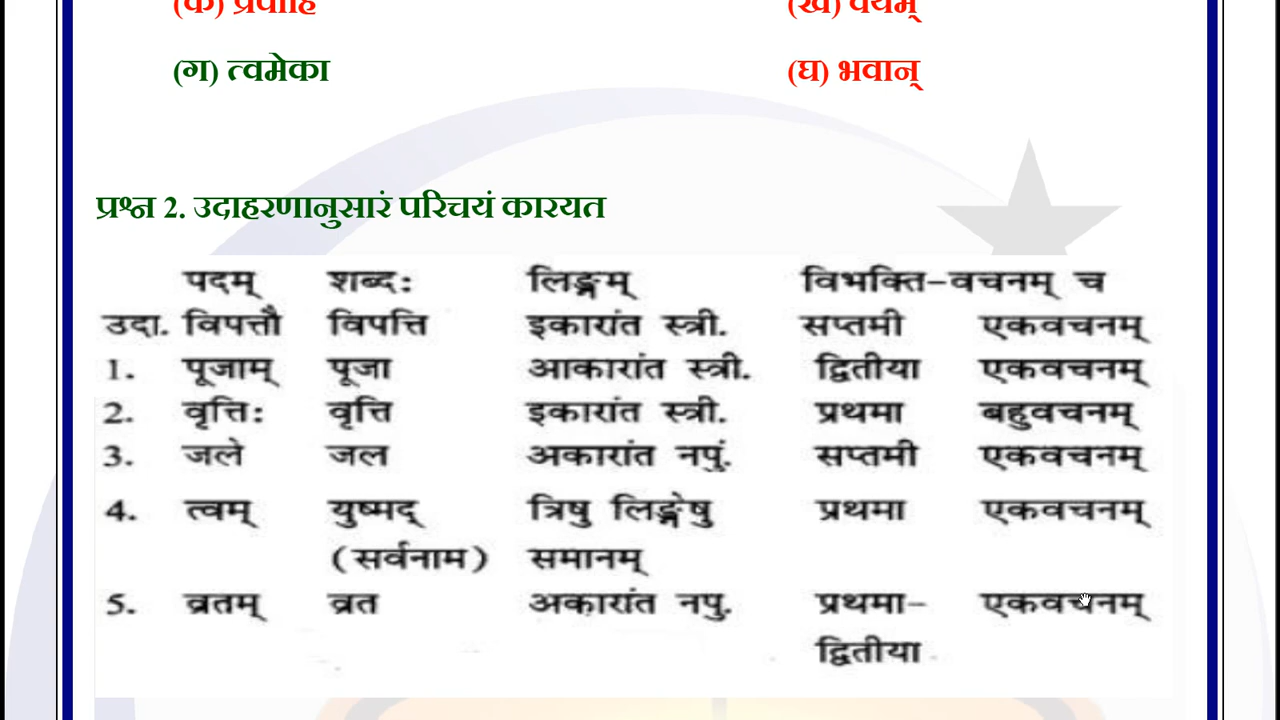 (क) प्रपाहि (ख) वयम्
(ग) त्वमेका (घ) भवान्
प्रश्न 2. उदाहरणानुसारं परिचयं कारयत
पदम् शब्दः लिङ्गम् विभक्ति-वचनम् च
उदा. विपत्तौ विपत्ति इकारांत स्त्री. सप्तमी एकवचनम्
1. पूजाम् पूजा आकारांत स्त्री. द्वितीया एकवचनम्
2. वृत्तिः वृत्ति इकारांत स्त्री. प्रथमा बहुवचनम्
3. जले जल अकारांत नपुं. सप्तमी एकवचनम्
4. त्वम् युष्मद् त्रिषु लिङ्गेषु प्रथमा एकवचनम्
(सर्वनाम) समानम्
5. व्रतम् व्रत अकारांत नपु. प्रथमा- एकवचनम्
द्वितीया